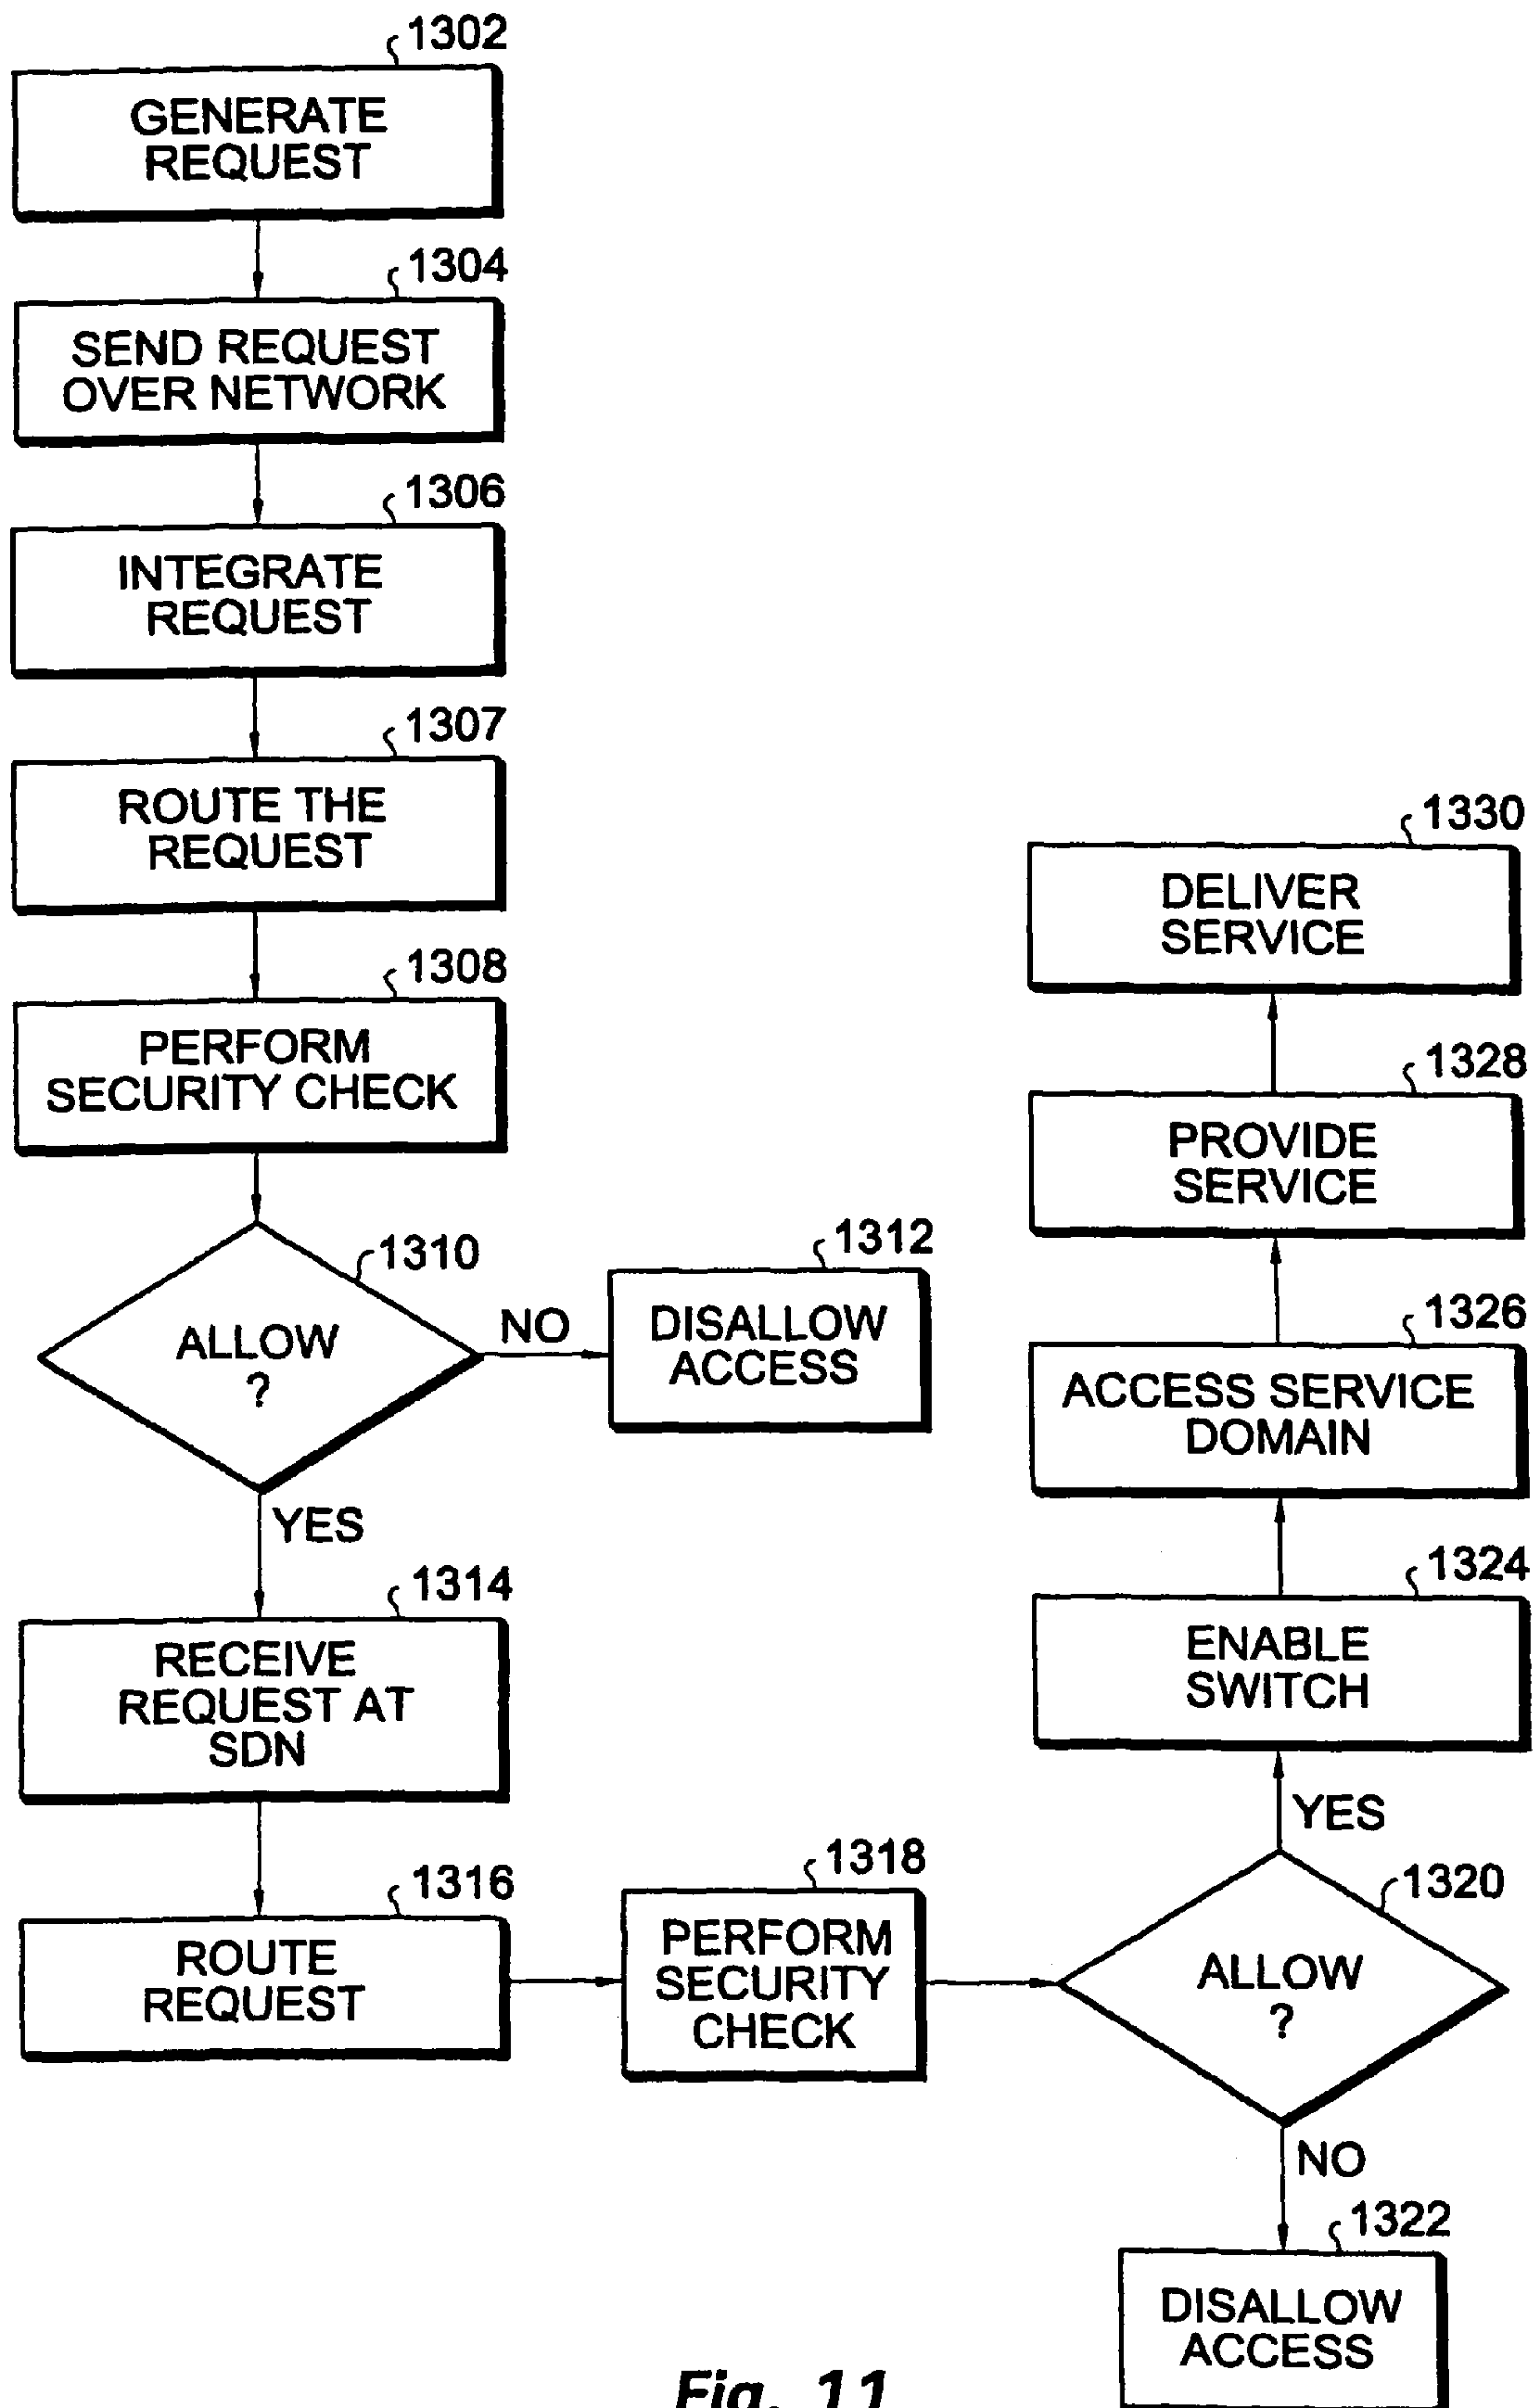 1302
GENERATE
REQUEST
1304
SEND REQUEST
OVER NETWORK
1306
INTEGRATE
REQUEST
1307
ROUTE THE
REQUEST
1308
PERFORM
SECURITY CHECK
1310
ALLOW
?
NO
1312
DISALLOW
ACCESS
YES
1314
RECEIVE
REQUEST AT
SDN
1316
ROUTE
REQUEST
1318
PERFORM
SECURITY
CHECK
1320
ALLOW
?
NO
1322
DISALLOW
ACCESS
YES
1324
ENABLE
SWITCH
1326
ACCESS SERVICE
DOMAIN
1328
PROVIDE
SERVICE
1330
DELIVER
SERVICE
Fig. 11